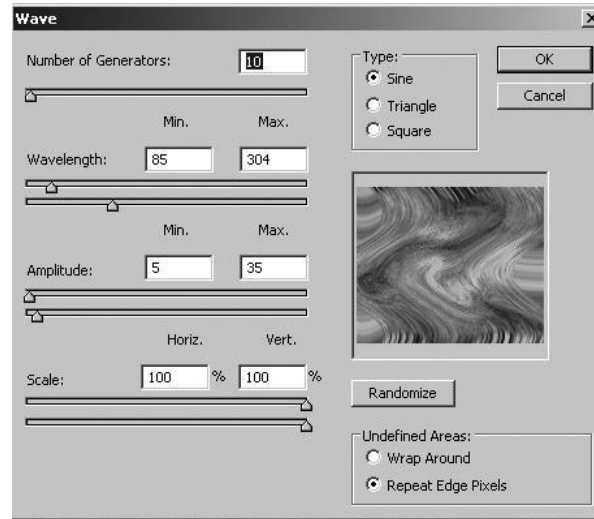 Wave
Number of Generators: 10
Min. Max.
Wavelength: 85 304
Min. Max.
Amplitude: 5 35
Horiz. Vert.
Scale: 100 % 100 %
Type:
Sine
Triangle
Square
OK
Cancel
Randomize
Undefined Areas:
Wrap Around
Repeat Edge Pixels